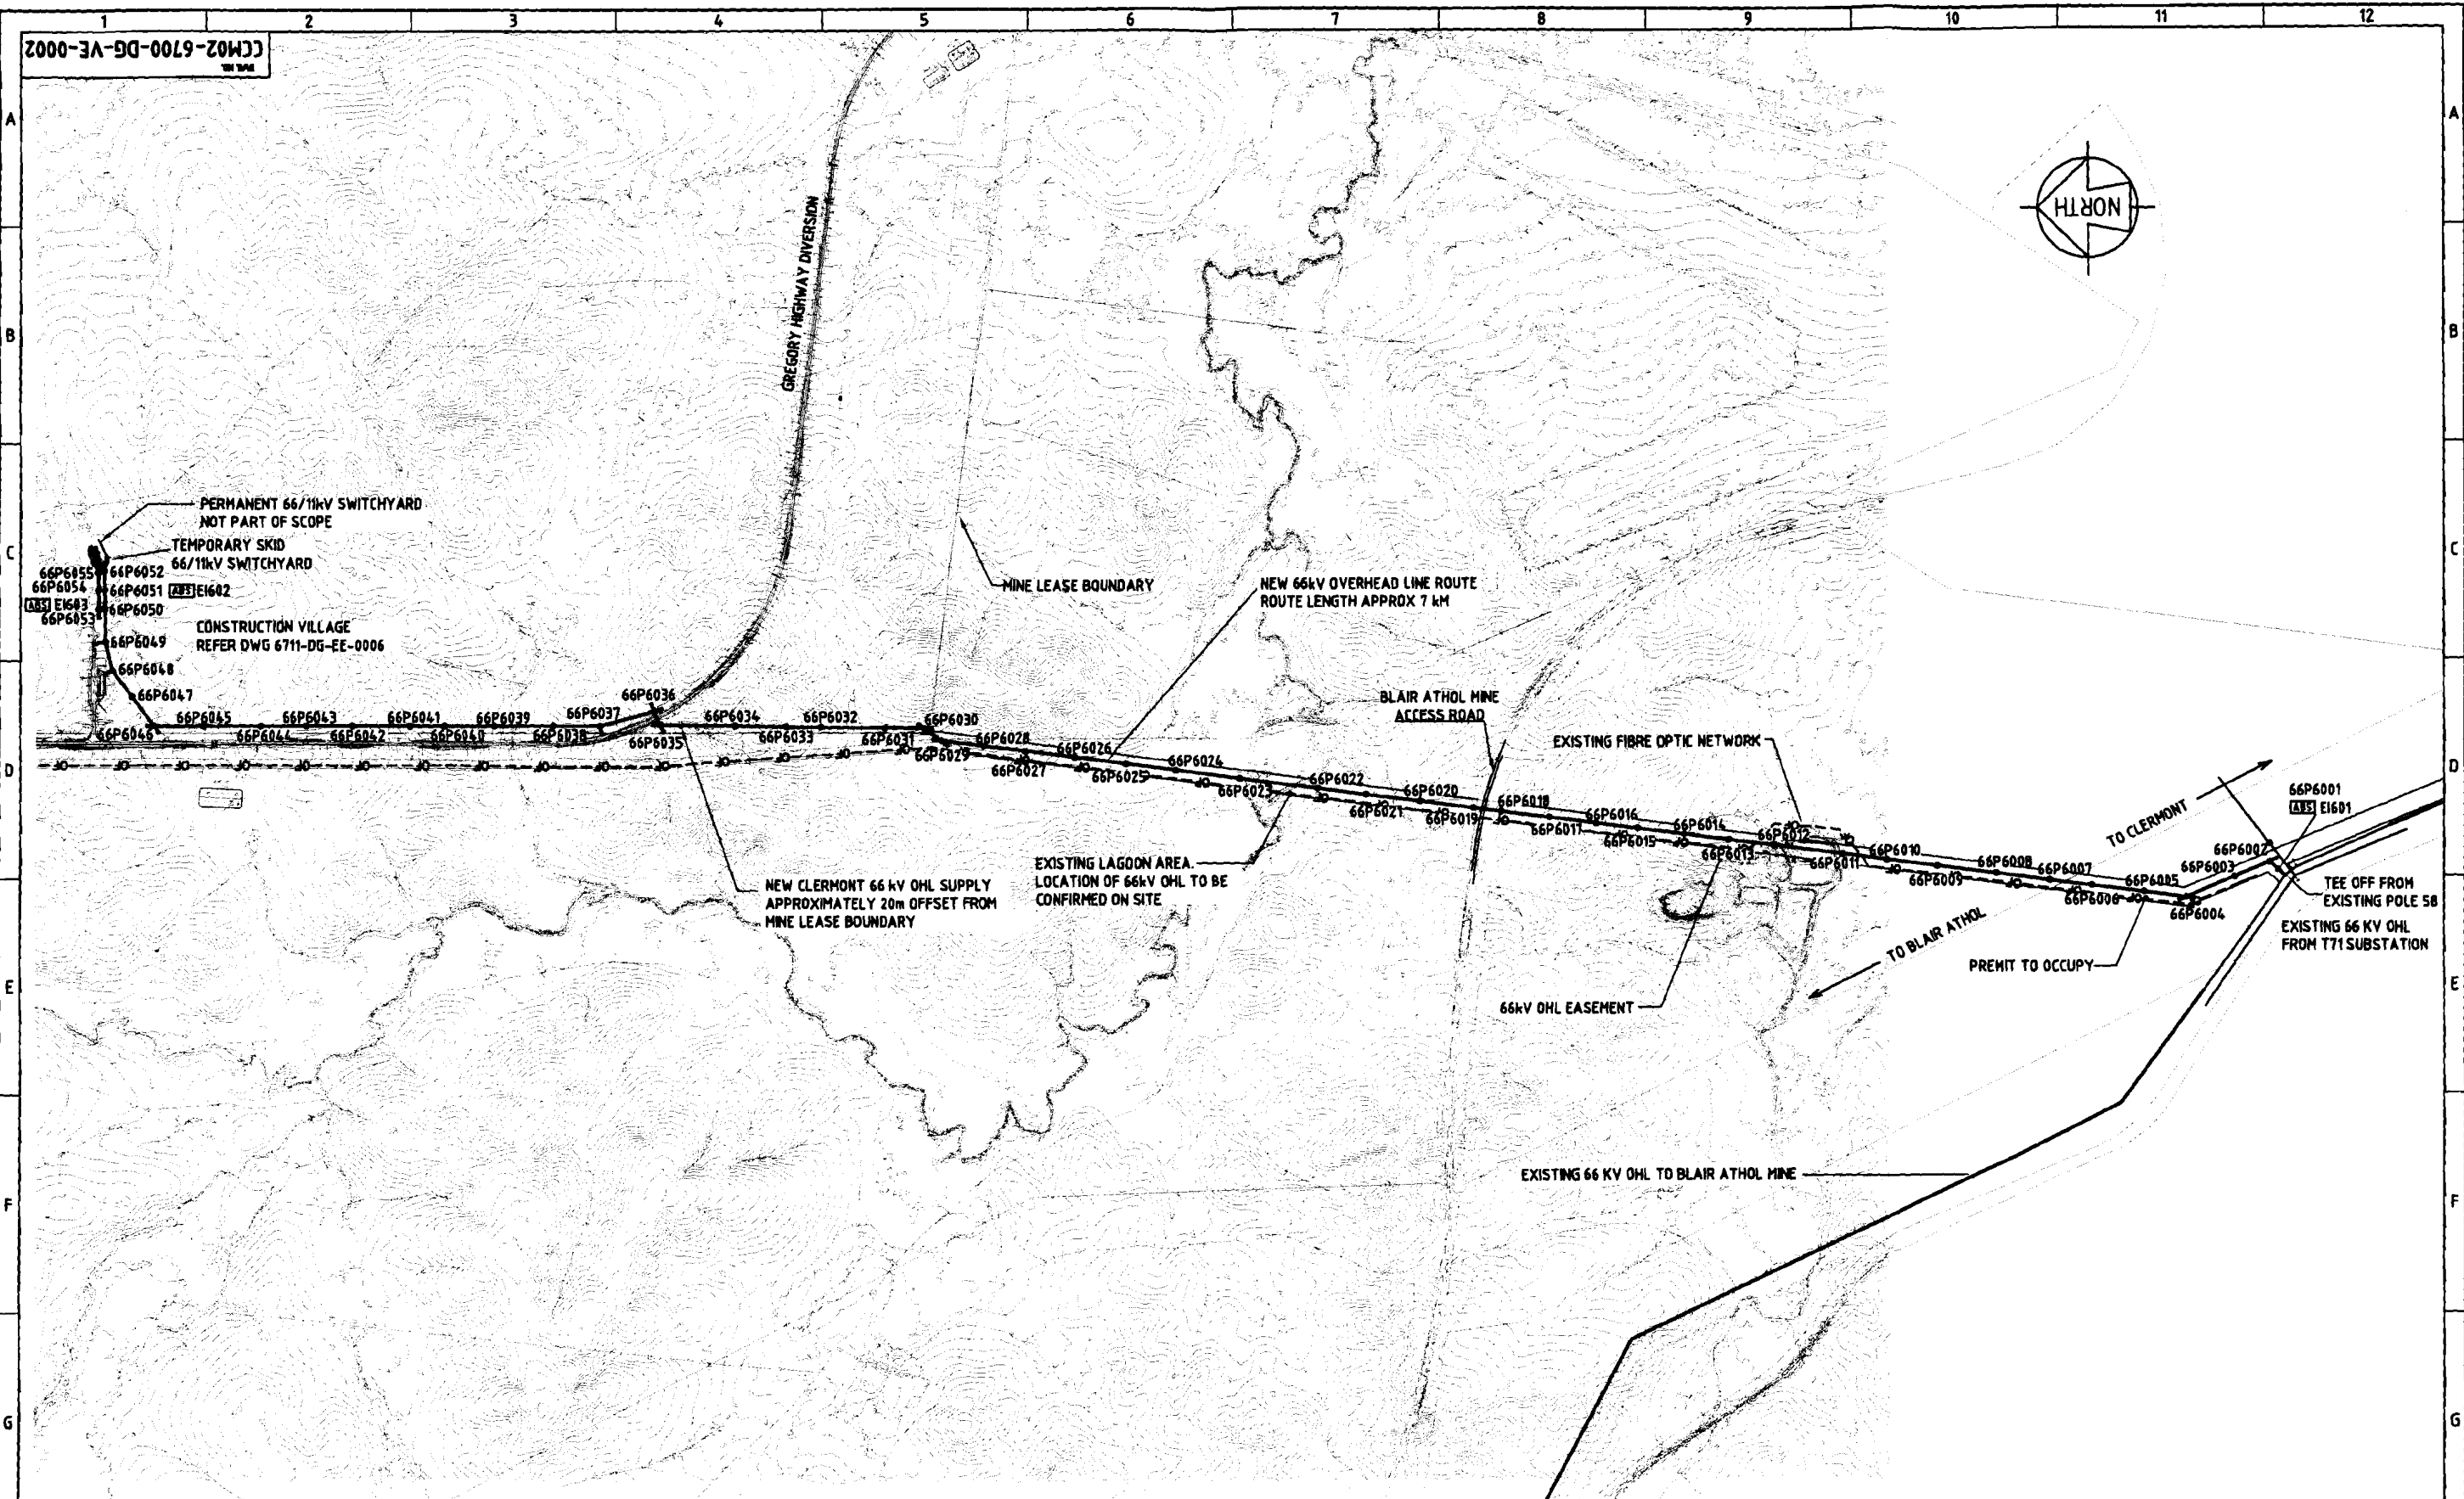 1 2 3 4 5 6 7 8 9 10 11 12
CCM02-6700-DG-VE-0002
DWG. No.
A A
B B
C C
D D
E E
F F
G G
NORTH
GREGORY HIGHWAY DIVERSION
PERMANENT 66/11kV SWITCHYARD
NOT PART OF SCOPE
TEMPORARY SKID
66/11kV SWITCHYARD
66P6055
66P6052
66P6054
66P6051 ABS E1602
ABS E1603
66P6050
66P6053
66P6049
66P6048
66P6047
CONSTRUCTION VILLAGE
REFER DWG 6711-DG-EE-0006
MINE LEASE BOUNDARY
NEW 66kV OVERHEAD LINE ROUTE
ROUTE LENGTH APPROX 7 kM
66P6046
66P6045
66P6044
66P6043
66P6042
66P6041
66P6040
66P6039
66P6038
66P6037
66P6036
66P6035
66P6034
66P6033
66P6032
66P6031
66P6030
66P6029
66P6028
66P6027
66P6026
66P6025
66P6024
66P6023
66P6022
66P6021
66P6020
66P6019
66P6018
66P6017
66P6016
66P6015
66P6014
66P6013
66P6012
66P6011
66P6010
66P6009
66P6008
66P6007
66P6006
66P6005
66P6004
66P6003
66P6002
66P6001
ABS E1601
BLAIR ATHOL MINE
ACCESS ROAD
EXISTING FIBRE OPTIC NETWORK
TO CLERMONT
NEW CLERMONT 66 kV OHL SUPPLY
APPROXIMATELY 20m OFFSET FROM
MINE LEASE BOUNDARY
EXISTING LAGOON AREA.
LOCATION OF 66kV OHL TO BE
CONFIRMED ON SITE
TEE OFF FROM
EXISTING POLE 58
EXISTING 66 KV OHL
FROM T71 SUBSTATION
TO BLAIR ATHOL
PREMIT TO OCCUPY
66kV OHL EASEMENT
EXISTING 66 KV OHL TO BLAIR ATHOL MINE